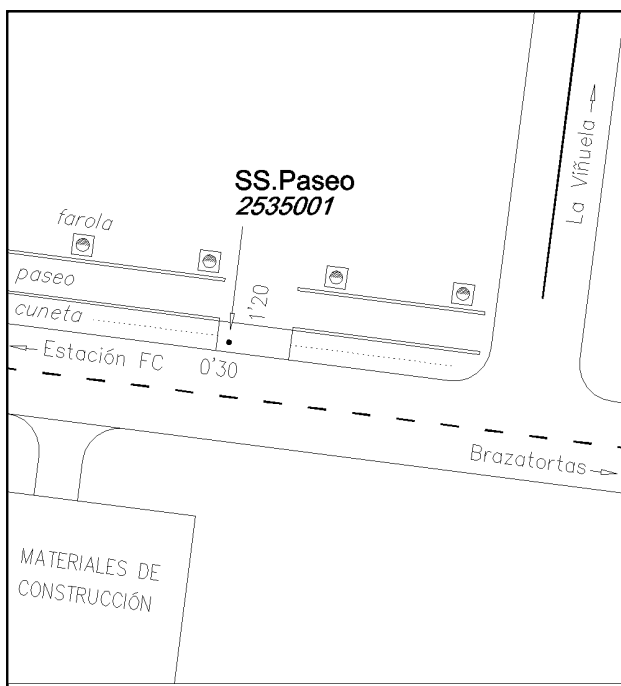 SS.Paseo
2535001
La Viñuela
farola
paseo
cuneta
1'20
Estación FC
0'30
Brazatortas
MATERIALES DE
CONSTRUCCIÓN